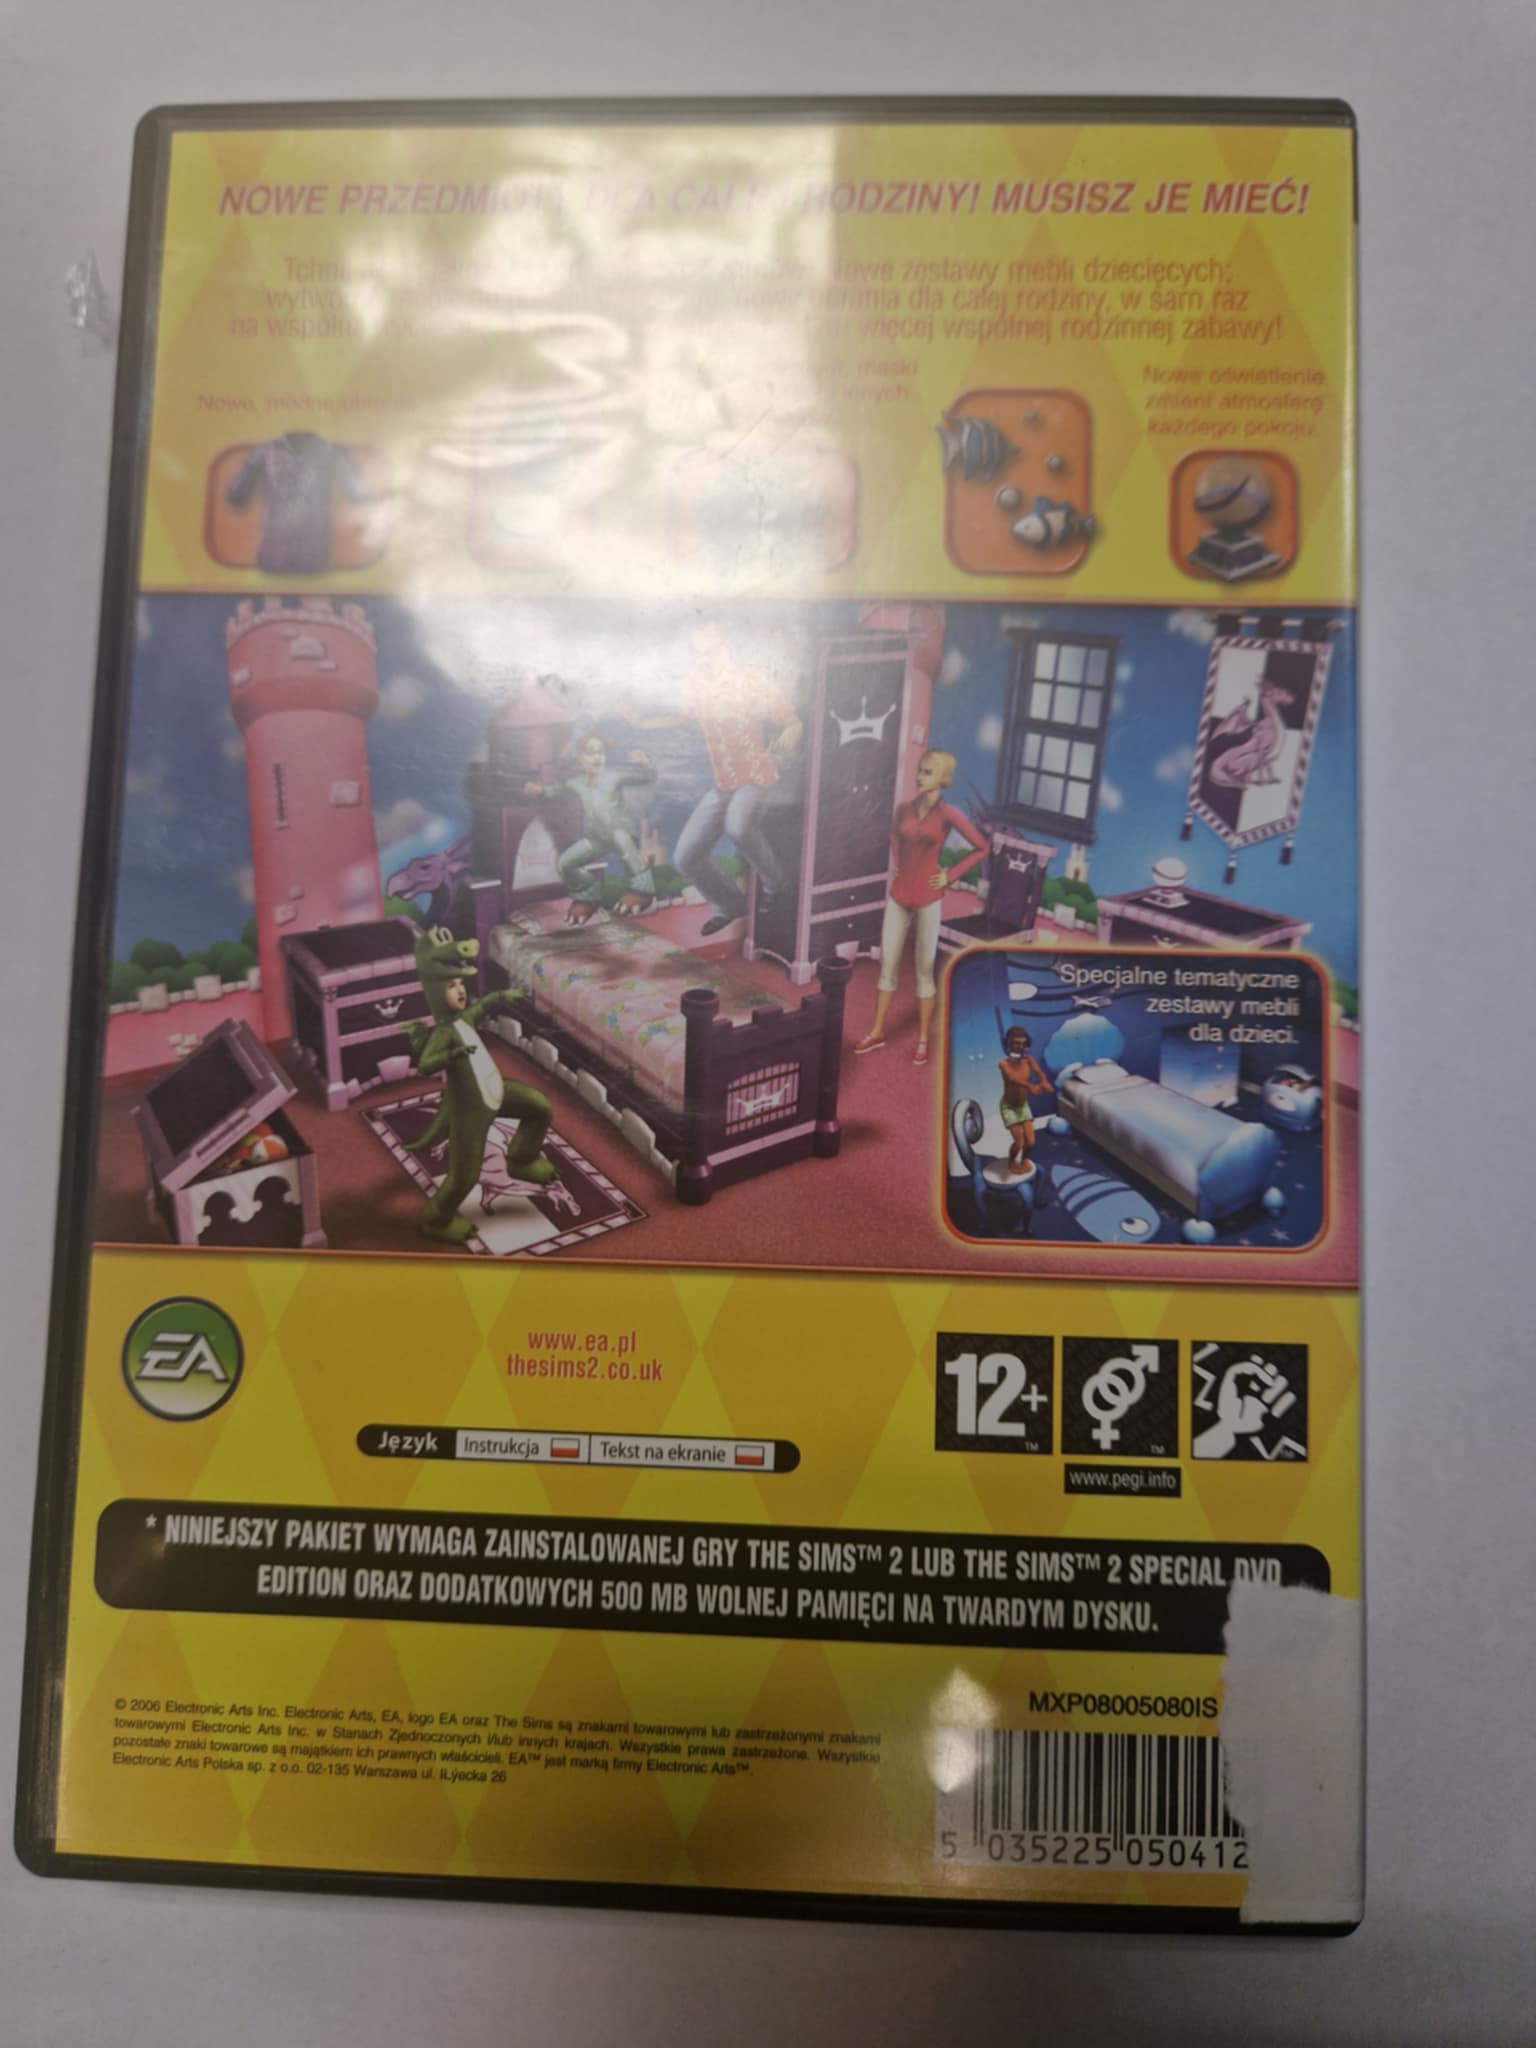 NOWE PRZEDMIOTY DLA CAŁEJ RODZINY! MUSISZ JE MIEĆ!
nowe zestawy mebli dziecięcych:
dla całej rodziny, w sam raz
więcej wspólnej rodzinnej zabawy!
Nowe, modne
maski
Nowe oświetlenie
zmieni atmosferę
każdego pokoju.
Specjalne tematyczne
zestawy mebli
dla dzieci.
EA
www.ea.pl
thesims2.co.uk
12+
www.pegi.info
Język Instrukcja Tekst na ekranie
* NINIEJSZY PAKIET WYMAGA ZAINSTALOWANEJ GRY THE SIMS™ 2 LUB THE SIMS™ 2 SPECIAL DVD
EDITION ORAZ DODATKOWYCH 500 MB WOLNEJ PAMIĘCI NA TWARDYM DYSKU.
MXP08005080IS
© 2006 Electronic Arts Inc. Electronic Arts, EA, logo EA oraz The Sims są znakami towarowymi lub zastrzeżonymi znakami
towarowymi Electronic Arts Inc. w Stanach Zjednoczonych i/lub innych krajach. Wszystkie prawa zastrzeżone. Wszystkie
pozostałe znaki towarowe są majątkiem ich prawnych właścicieli. EA™ jest marką firmy Electronic Arts™.
Electronic Arts Polska sp. z o.o. 02-135 Warszawa ul. 26
5 035225 050412